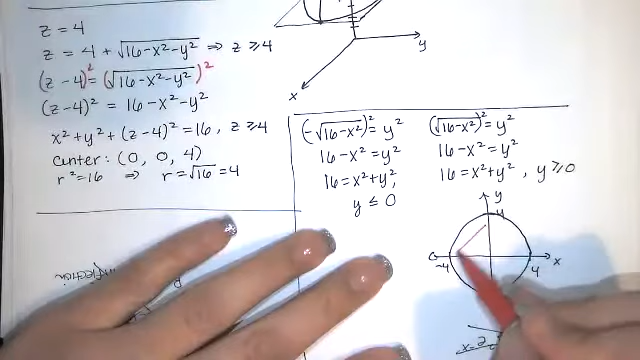 z = 4
z = 4 + √(16-x²-y²) ⇒ z ≥ 4
(z-4)² = (√(16-x²-y²))²
(z-4)² = 16-x²-y²
x²+y²+(z-4)² = 16, z ≥ 4
center: (0, 0, 4)
r²=16 ⇒ r=√16=4
y
x
(-√(16-x²))² = y²
16-x² = y²
16 = x²+y²,
y ≤ 0
(√(16-x²))² = y²
16-x² = y²
16 = x²+y², y ≥ 0
y
4
-4
4
x
x=2